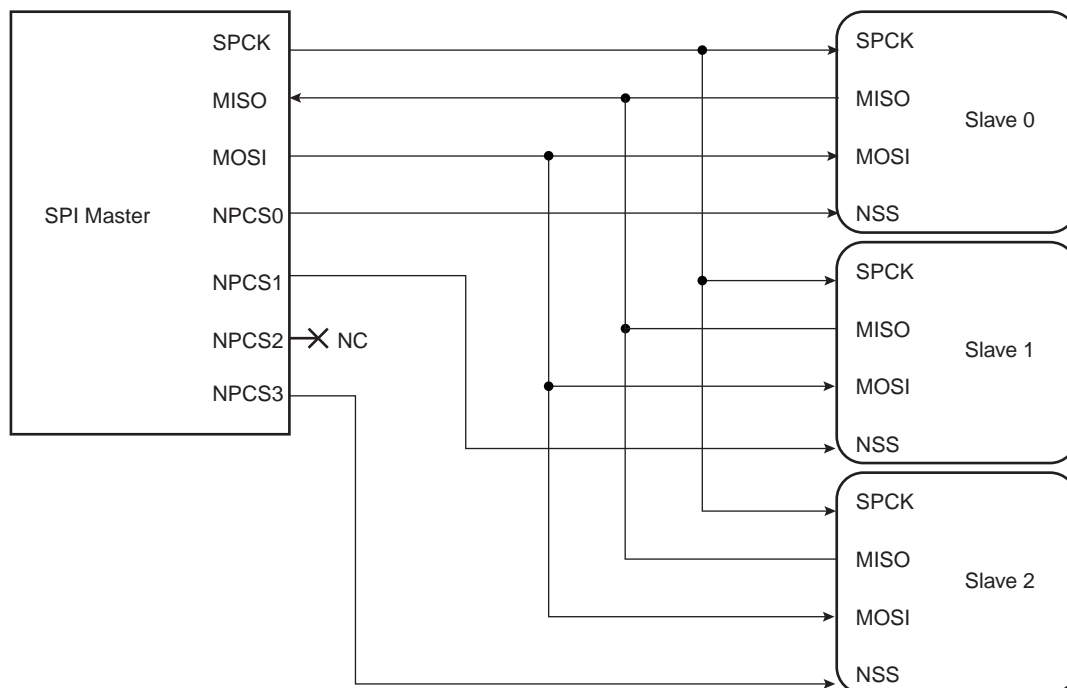 SPI Master
SPCK
MISO
MOSI
NPCS0
NPCS1
NPCS2
NC
NPCS3
SPCK
MISO
Slave 0
MOSI
NSS
SPCK
MISO
Slave 1
MOSI
NSS
SPCK
MISO
Slave 2
MOSI
NSS